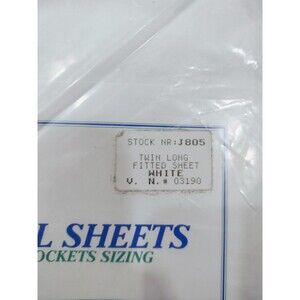 STOCK NR:J805
TWIN LONG
FITTED SHEET
WHITE
V. N.# 03190
L SHEETS
OCKETS SIZING